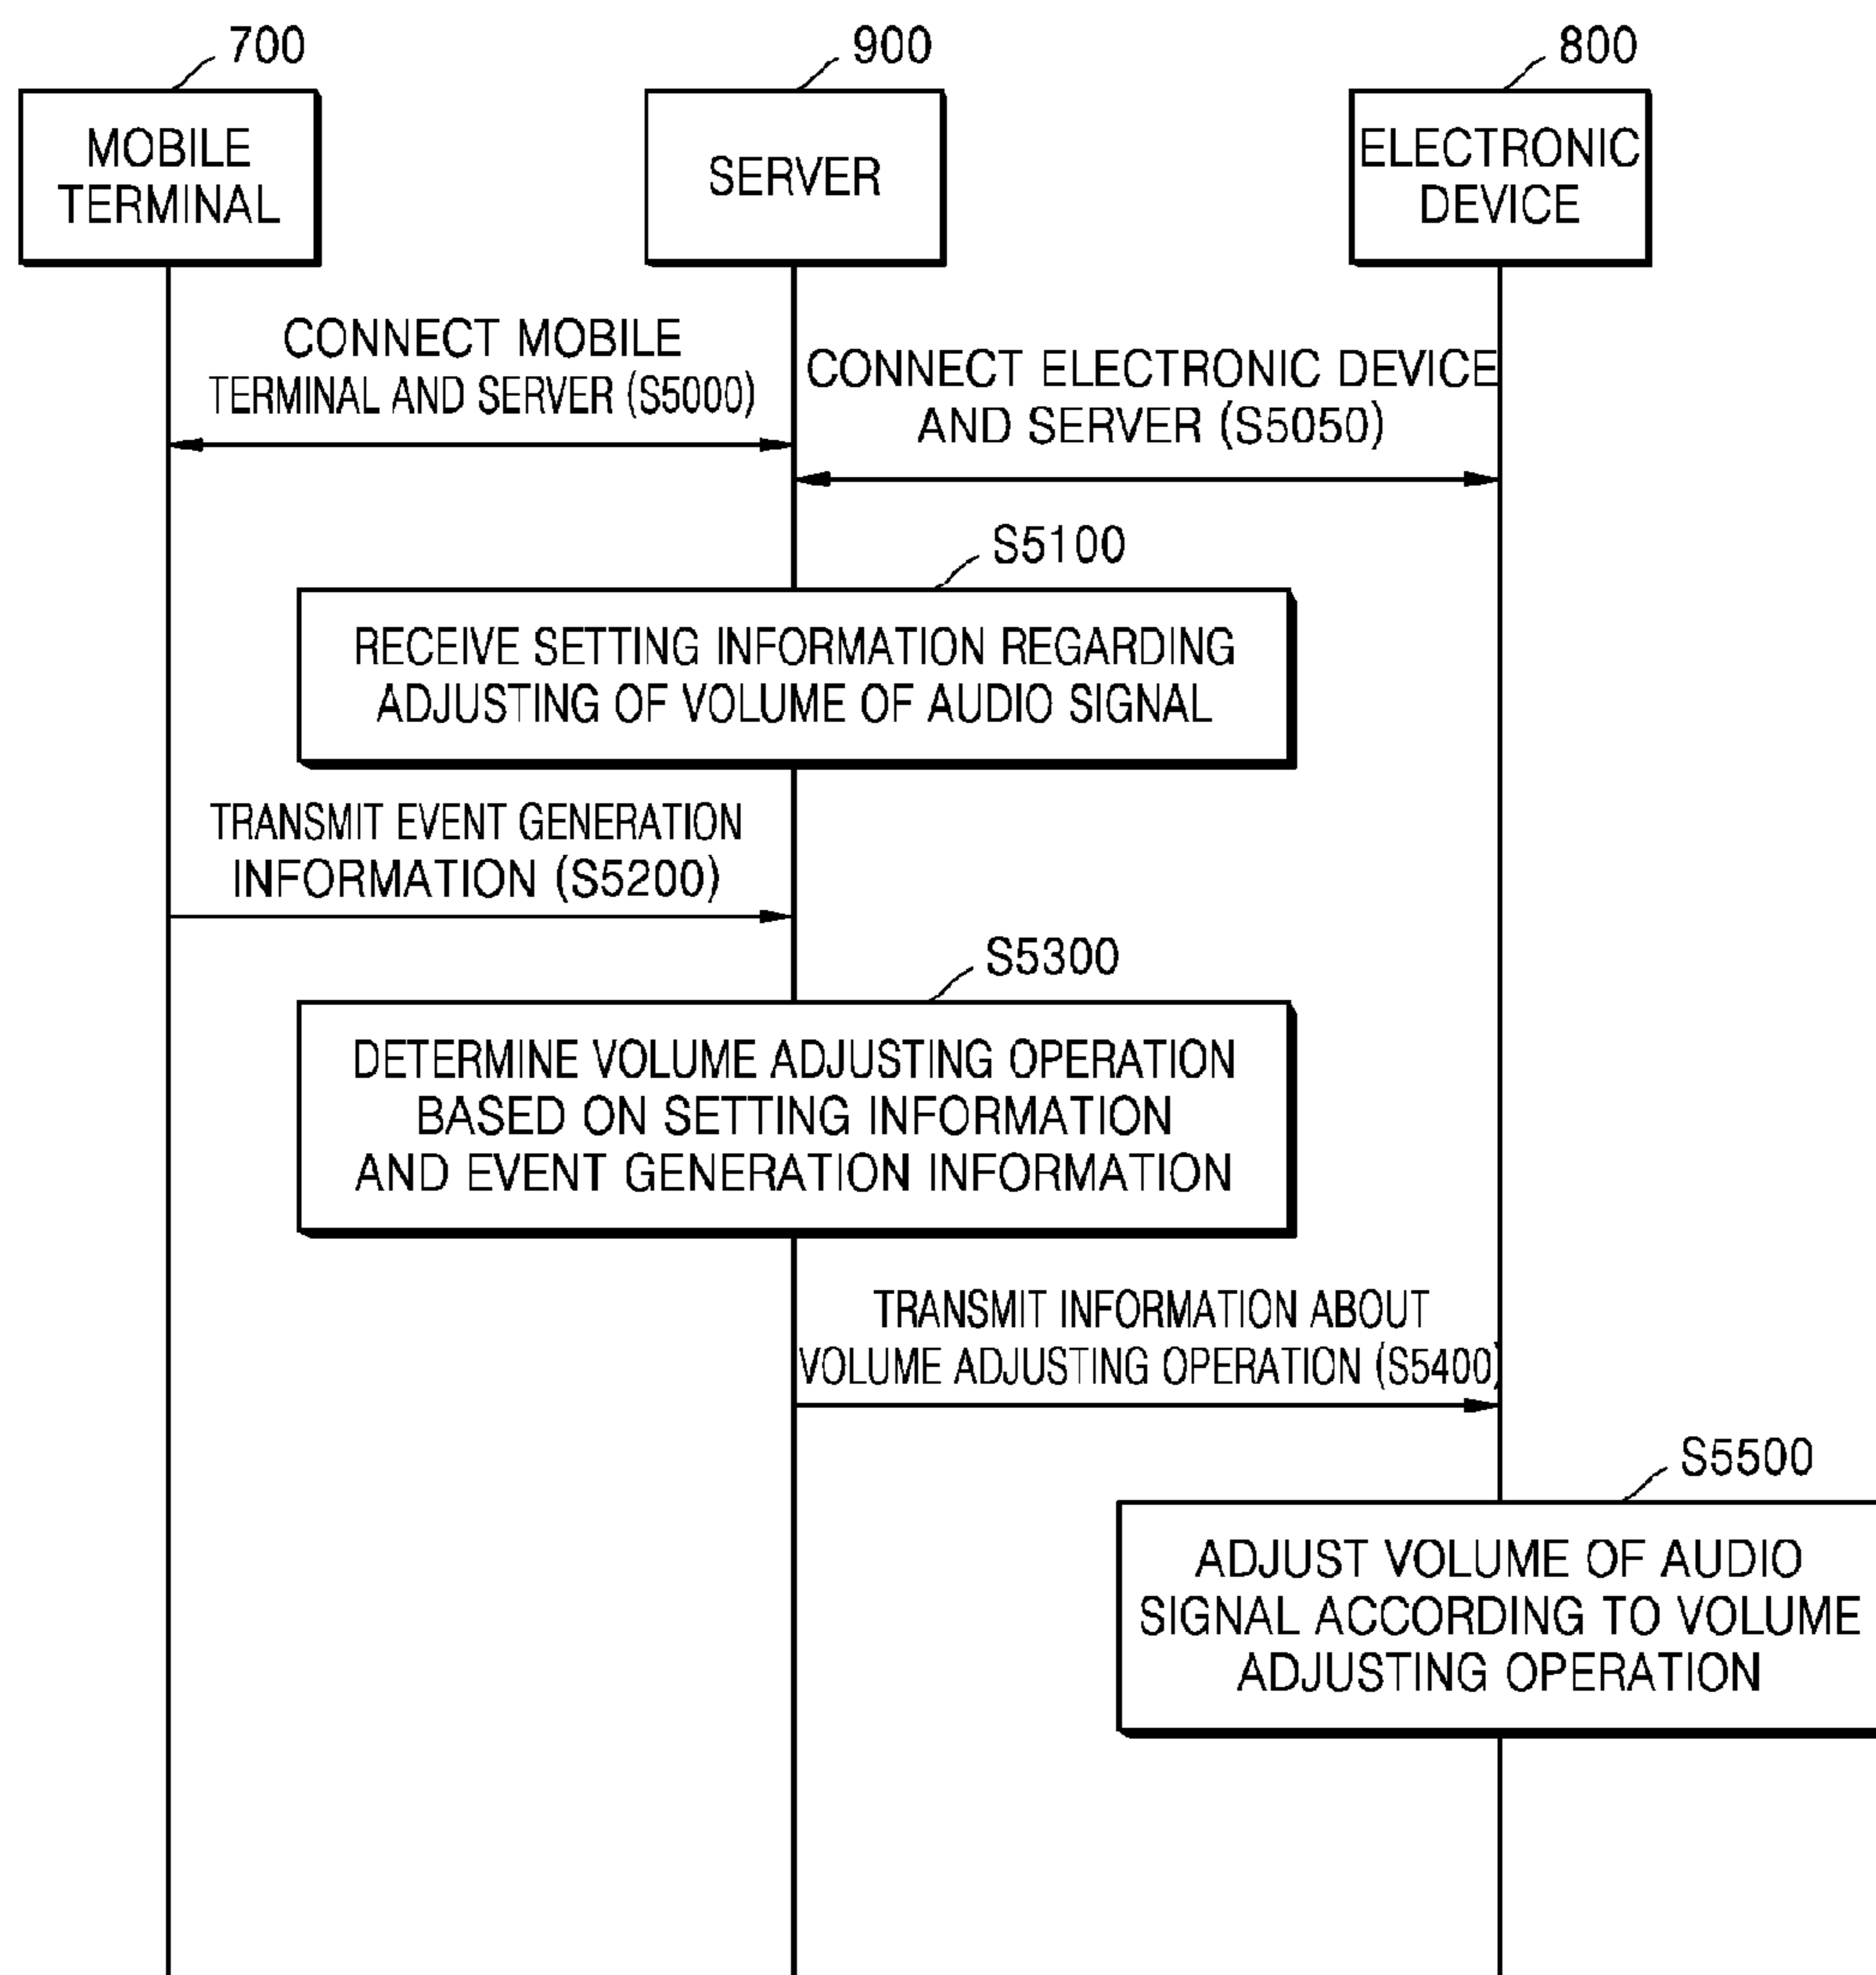 700
900
800
MOBILE
TERMINAL
SERVER
ELECTRONIC
DEVICE
CONNECT MOBILE
TERMINAL AND SERVER (S5000)
CONNECT ELECTRONIC DEVICE
AND SERVER (S5050)
S5100
RECEIVE SETTING INFORMATION REGARDING
ADJUSTING OF VOLUME OF AUDIO SIGNAL
TRANSMIT EVENT GENERATION
INFORMATION (S5200)
S5300
DETERMINE VOLUME ADJUSTING OPERATION
BASED ON SETTING INFORMATION
AND EVENT GENERATION INFORMATION
TRANSMIT INFORMATION ABOUT
VOLUME ADJUSTING OPERATION (S5400)
S5500
ADJUST VOLUME OF AUDIO
SIGNAL ACCORDING TO VOLUME
ADJUSTING OPERATION